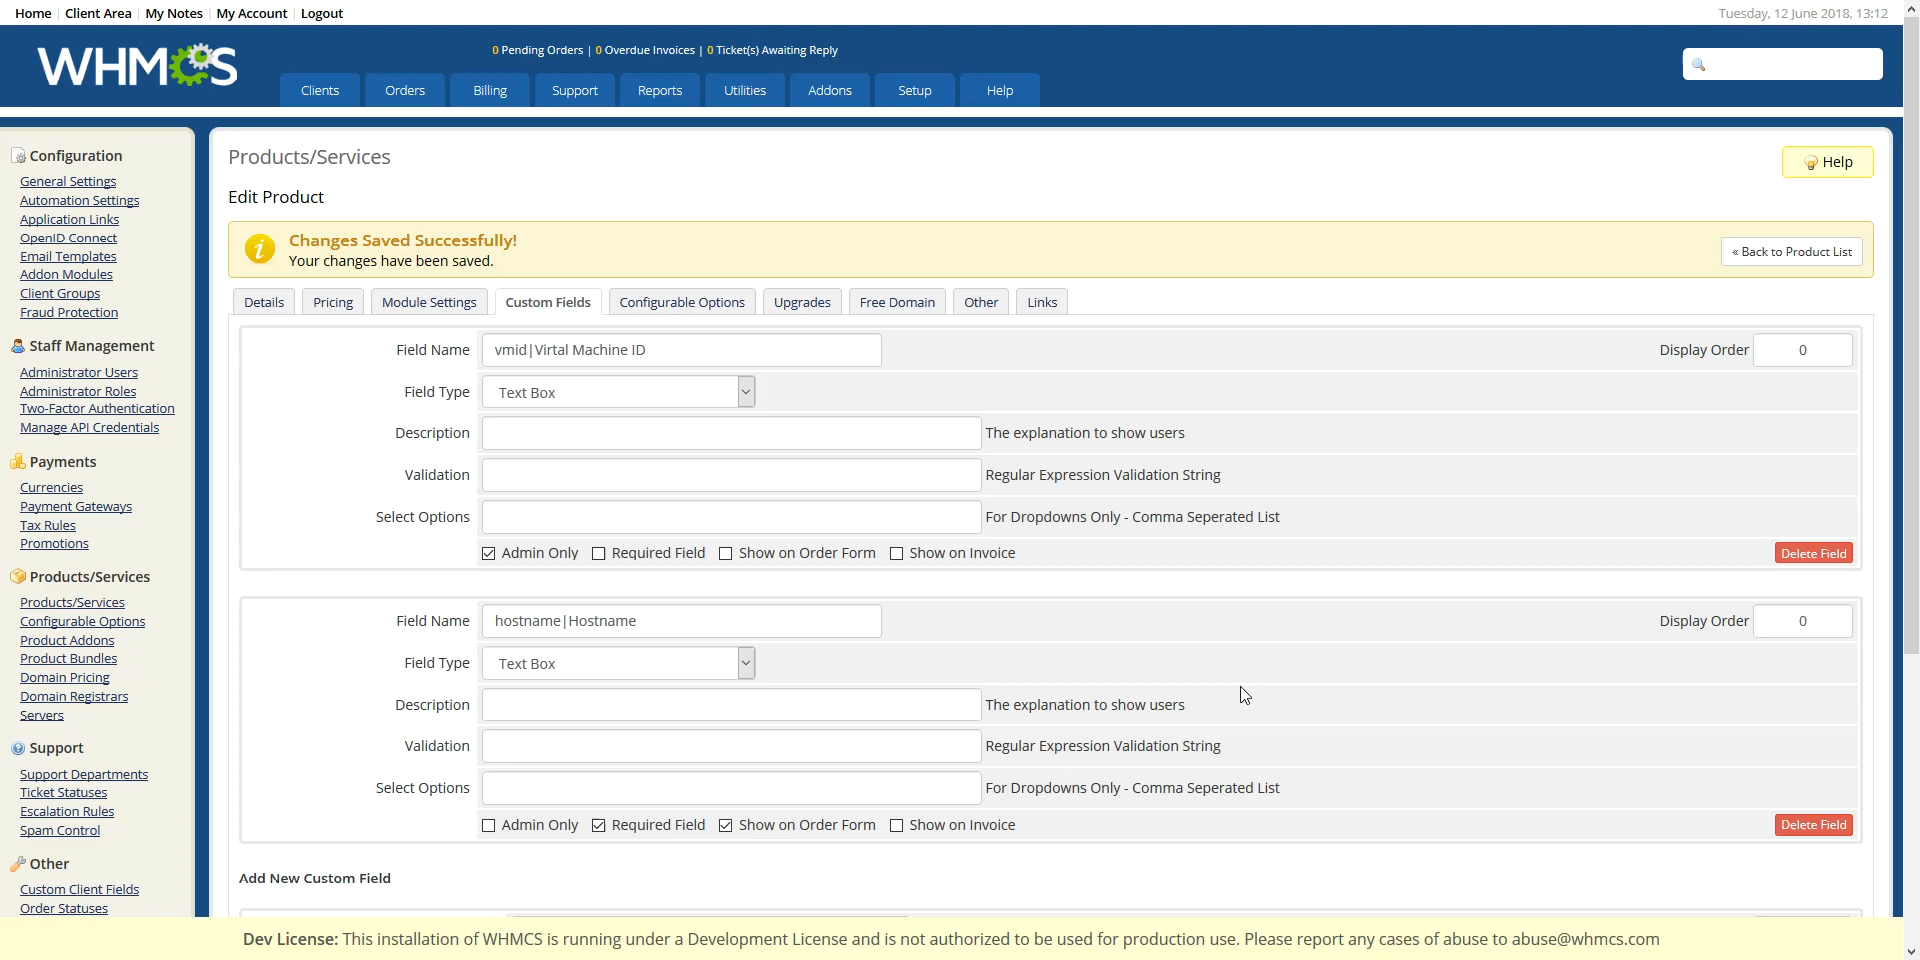 Home | Client Area | My Notes | My Account | Logout
Tuesday, 12 June 2018, 13:12
WHMCS
0 Pending Orders | 0 Overdue Invoices | 0 Ticket(s) Awaiting Reply
Clients Orders Billing Support Reports Utilities Addons Setup Help
Configuration
General Settings
Automation Settings
Application Links
OpenID Connect
Email Templates
Addon Modules
Client Groups
Fraud Protection
Staff Management
Administrator Users
Administrator Roles
Two-Factor Authentication
Manage API Credentials
Payments
Currencies
Payment Gateways
Tax Rules
Promotions
Products/Services
Products/Services
Configurable Options
Product Addons
Product Bundles
Domain Pricing
Domain Registrars
Servers
Support
Support Departments
Ticket Statuses
Escalation Rules
Spam Control
Other
Custom Client Fields
Order Statuses
Products/Services
Help
Edit Product
Changes Saved Successfully!
Your changes have been saved.
« Back to Product List
Details Pricing Module Settings Custom Fields Configurable Options Upgrades Free Domain Other Links
Field Name vmid|Virtal Machine ID Display Order 0
Field Type Text Box
Description The explanation to show users
Validation Regular Expression Validation String
Select Options For Dropdowns Only - Comma Seperated List
Admin Only Required Field Show on Order Form Show on Invoice Delete Field
Field Name hostname|Hostname Display Order 0
Field Type Text Box
Description The explanation to show users
Validation Regular Expression Validation String
Select Options For Dropdowns Only - Comma Seperated List
Admin Only Required Field Show on Order Form Show on Invoice Delete Field
Add New Custom Field
Dev License: This installation of WHMCS is running under a Development License and is not authorized to be used for production use. Please report any cases of abuse to abuse@whmcs.com